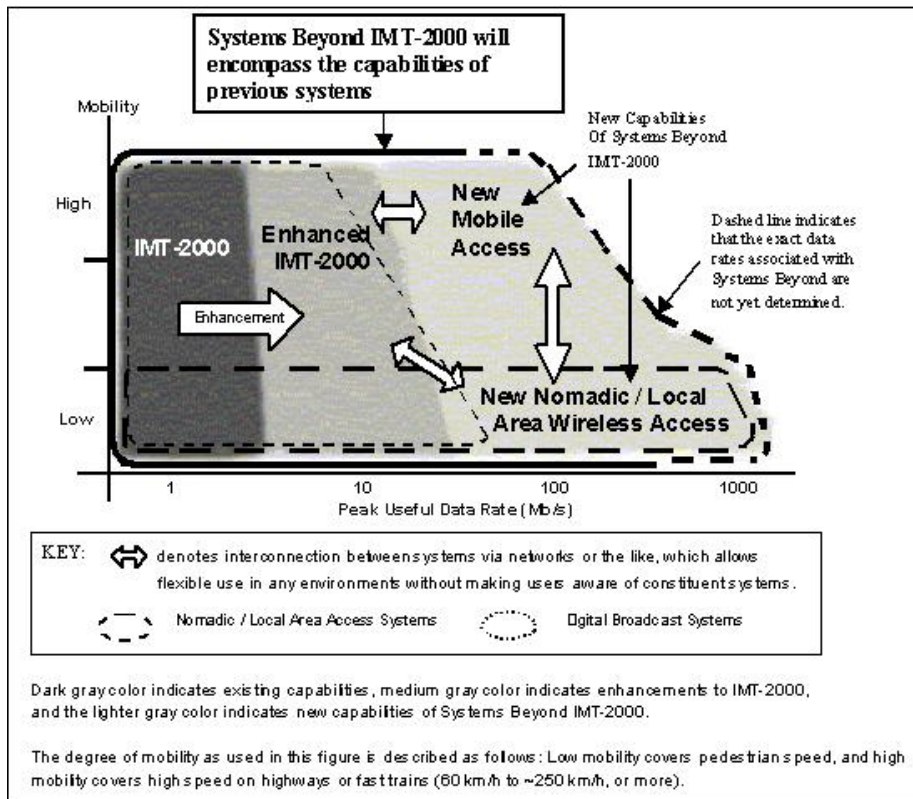 Systems Beyond IMT-2000 will
encompass the capabilities of
previous systems
Mobility
New Capabilities
Of Systems Beyond
IMT-2000
High
IMT-2000
Enhanced
IMT-2000
New
Mobile
Access
Dashed line indicates
that the exact data
rates associated with
Systems Beyond are
not yet determined.
Enhancement
Low
New Nomadic / Local
Area Wireless Access
1
10
100
1000
Peak Useful Data Rate (Mb/s)
KEY:
denotes interconnection between systems via networks or the like, which allows
flexible use in any environments without making users aware of constituent systems.
Nomadic / Local Area Access Systems
Digital Broadcast Systems
Dark gray color indicates existing capabilities, medium gray color indicates enhancements to IMT-2000,
and the lighter gray color indicates new capabilities of Systems Beyond IMT-2000.
The degree of mobility as used in this figure is described as follows: Low mobility covers pedestrian speed, and high
mobility covers high speed on highways or fast trains (60 km/h to ~250 km/h, or more).